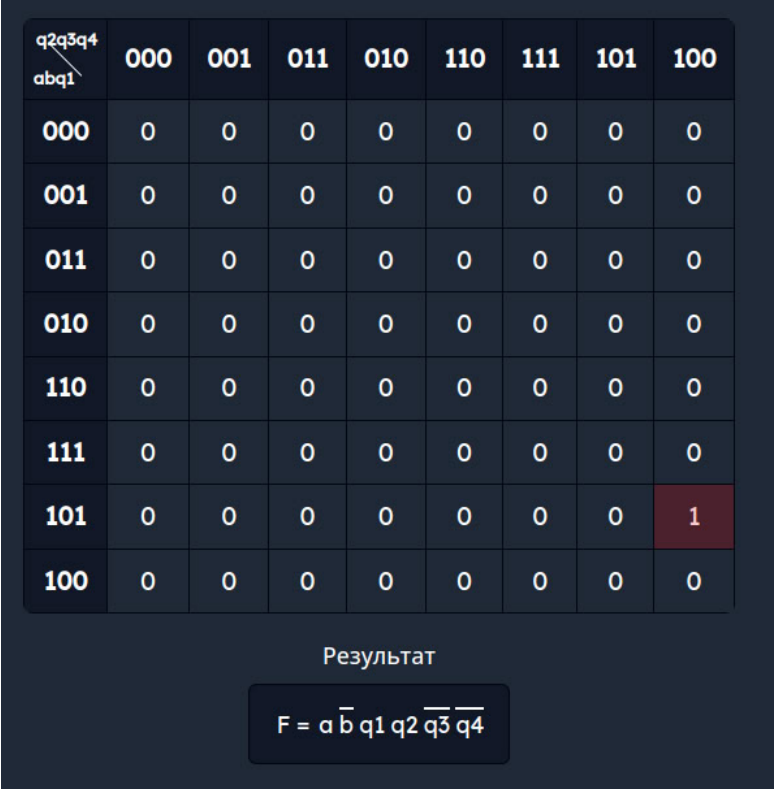 q2q3q4
abq1
000 001 011 010 110 111 101 100
000 0 0 0 0 0 0 0 0
001 0 0 0 0 0 0 0 0
011 0 0 0 0 0 0 0 0
010 0 0 0 0 0 0 0 0
110 0 0 0 0 0 0 0 0
111 0 0 0 0 0 0 0 0
101 0 0 0 0 0 0 0 1
100 0 0 0 0 0 0 0 0
Результат
F = a b̅ q1 q2 q̅3̅ q̅4̅